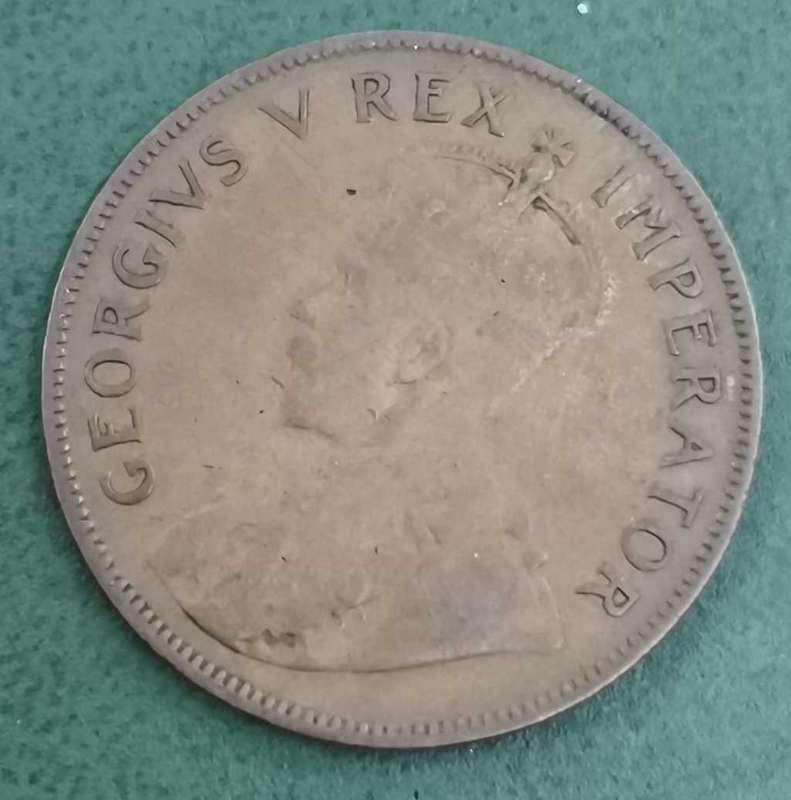 GEORGIVS V REX IMPERATOR